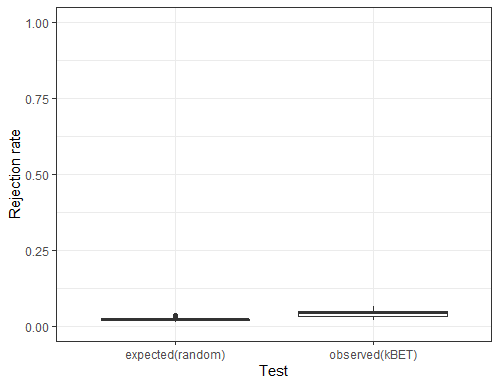 1.00
0.75
0.50
0.25
0.00
Rejection rate
expected(random)
observed(kBET)
Test